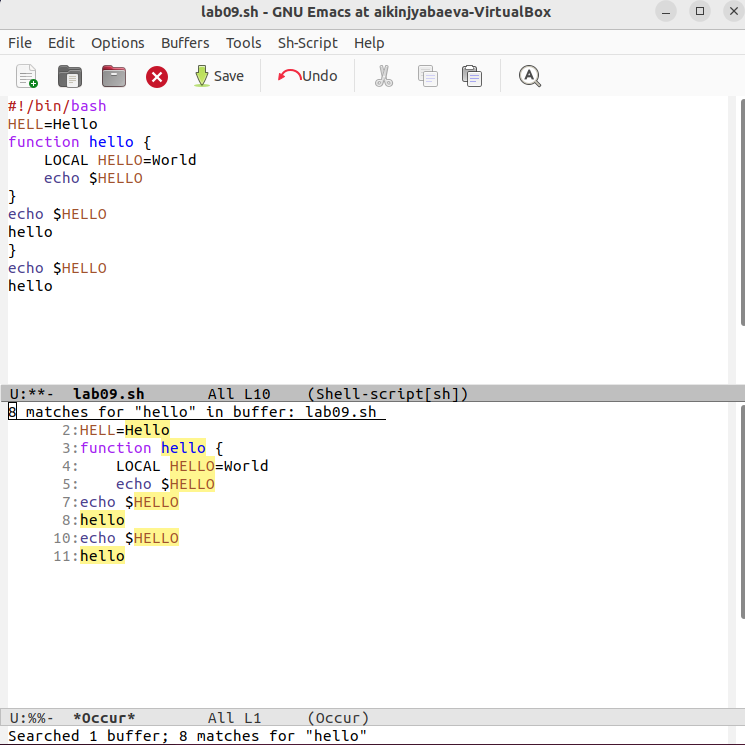 lab09.sh - GNU Emacs at aikinjyabaeva-VirtualBox
File Edit Options Buffers Tools Sh-Script Help
Save Undo
#!/bin/bash
HELL=Hello
function hello {
    LOCAL HELLO=World
    echo $HELLO
}
echo $HELLO
hello
}
echo $HELLO
hello
U:**-  lab09.sh       All L10    (Shell-script[sh])
8 matches for "hello" in buffer: lab09.sh
      2:HELL=Hello
      3:function hello {
      4:    LOCAL HELLO=World
      5:    echo $HELLO
      7:echo $HELLO
      8:hello
     10:echo $HELLO
     11:hello
U:%%-  *Occur*        All L1     (Occur)
Searched 1 buffer; 8 matches for "hello"